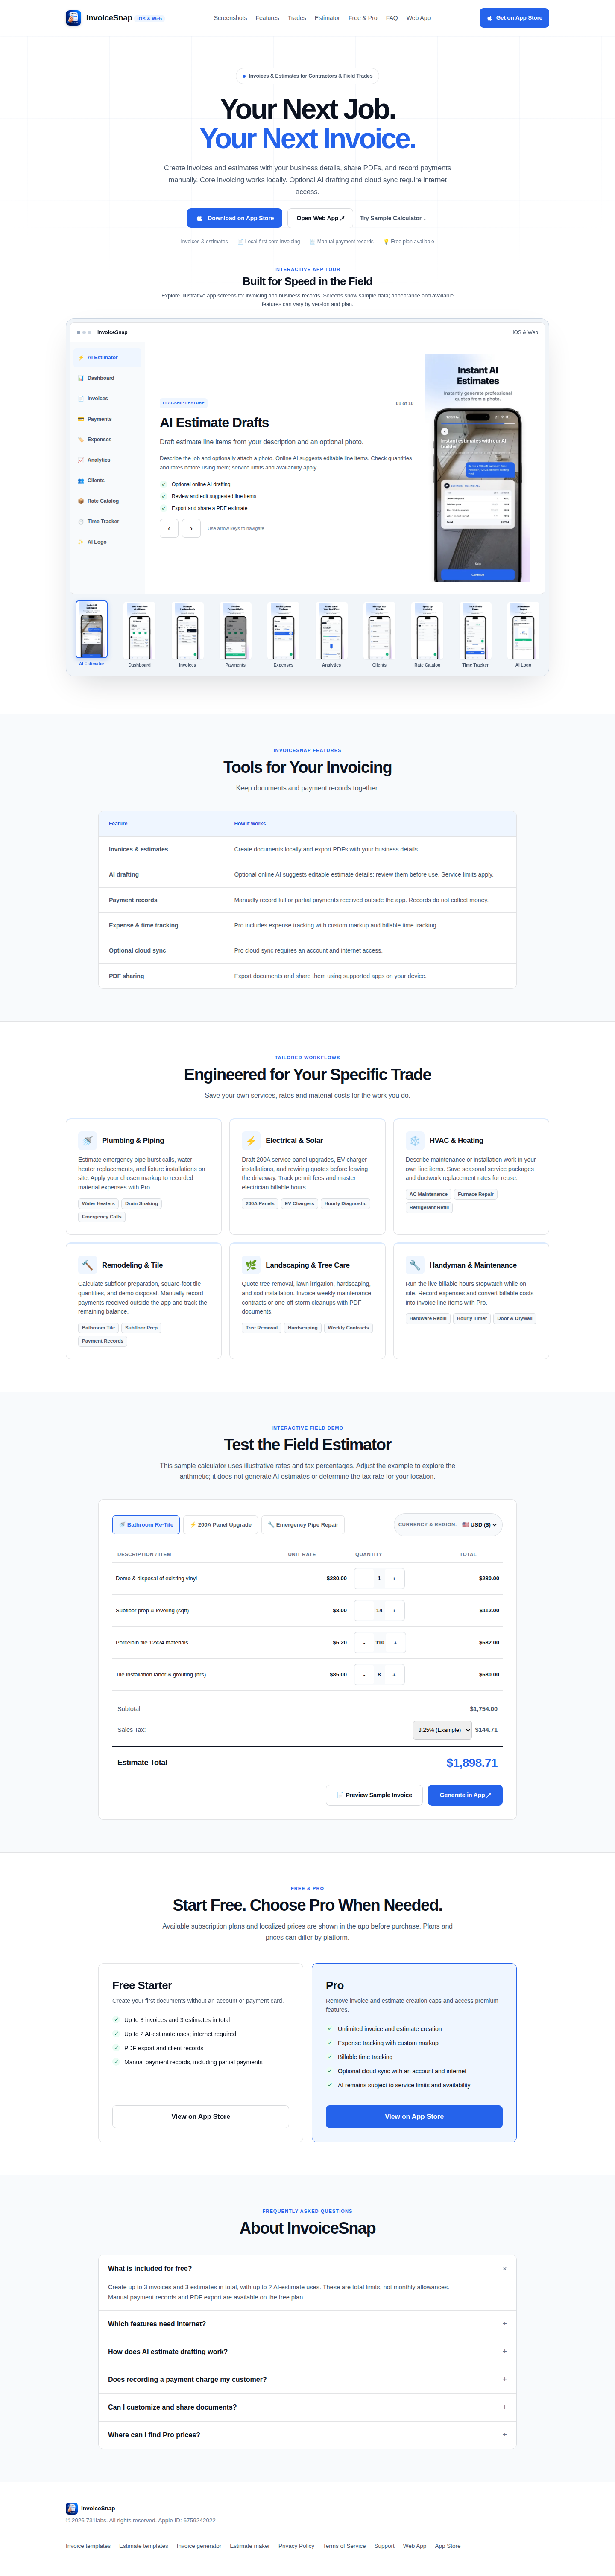 InvoiceSnap iOS & Web
Screenshots Features Trades Estimator Free & Pro FAQ Web App
Get on App Store
Invoices & Estimates for Contractors & Field Trades
Your Next Job.
Your Next Invoice.
Create invoices and estimates with your business details, share PDFs, and record payments
manually. Core invoicing works locally. Optional AI drafting and cloud sync require internet
access.
Download on App Store
Open Web App ↗
Try Sample Calculator ↓
Invoices & estimates
Local-first core invoicing
Manual payment records
Free plan available
INTERACTIVE APP TOUR
Built for Speed in the Field
Explore illustrative app screens for invoicing and business records. Screens show sample data; appearance and available
features can vary by version and plan.
InvoiceSnap
iOS & Web
AI Estimator
Dashboard
Invoices
Payments
Expenses
Analytics
Clients
Rate Catalog
Time Tracker
AI Logo
FLAGSHIP FEATURE
01 of 10
AI Estimate Drafts
Draft estimate line items from your description and an optional photo.
Describe the job and optionally attach a photo. Online AI suggests editable line items. Check quantities
and rates before using them; service limits and availability apply.
✓ Optional online AI drafting
✓ Review and edit suggested line items
✓ Export and share a PDF estimate
‹ › Use arrow keys to navigate
Instant AI
Estimates
Instantly generate professional
quotes from a photo.
Instant estimates with our AI
builder!
Continue
AI Estimator
Dashboard
Invoices
Payments
Expenses
Analytics
Clients
Rate Catalog
Time Tracker
AI Logo
INVOICESNAP FEATURES
Tools for Your Invoicing
Keep documents and payment records together.
Feature How it works
Invoices & estimates Create documents locally and export PDFs with your business details.
AI drafting Optional online AI suggests editable estimate details; review them before use. Service limits apply.
Payment records Manually record full or partial payments received outside the app. Records do not collect money.
Expense & time tracking Pro includes expense tracking with custom markup and billable time tracking.
Optional cloud sync Pro cloud sync requires an account and internet access.
PDF sharing Export documents and share them using supported apps on your device.
TAILORED WORKFLOWS
Engineered for Your Specific Trade
Save your own services, rates and material costs for the work you do.
Plumbing & Piping
Estimate emergency pipe burst calls, water
heater replacements, and fixture installations on
site. Apply your chosen markup to recorded
material expenses with Pro.
Water Heaters Drain Snaking
Emergency Calls
Electrical & Solar
Draft 200A service panel upgrades, EV charger
installations, and rewiring quotes before leaving
the driveway. Track permit fees and master
electrician billable hours.
200A Panels EV Chargers Hourly Diagnostic
HVAC & Heating
Describe maintenance or installation work in your
own line items. Save seasonal service packages
and ductwork replacement rates for reuse.
AC Maintenance Furnace Repair
Refrigerant Refill
Remodeling & Tile
Calculate subfloor preparation, square-foot tile
quantities, and demo disposal. Manually record
payments received outside the app and track the
remaining balance.
Bathroom Tile Subfloor Prep
Payment Records
Landscaping & Tree Care
Quote tree removal, lawn irrigation, hardscaping,
and sod installation. Invoice weekly maintenance
contracts or one-off storm cleanups with PDF
documents.
Tree Removal Hardscaping Weekly Contracts
Handyman & Maintenance
Run the live billable hours stopwatch while on
site. Record expenses and convert billable costs
into invoice line items with Pro.
Hardware Rebill Hourly Timer Door & Drywall
INTERACTIVE FIELD DEMO
Test the Field Estimator
This sample calculator uses illustrative rates and tax percentages. Adjust the example to explore the
arithmetic; it does not generate AI estimates or determine the tax rate for your location.
Bathroom Re-Tile
200A Panel Upgrade
Emergency Pipe Repair
CURRENCY & REGION: USD ($)
DESCRIPTION / ITEM UNIT RATE QUANTITY TOTAL
Demo & disposal of existing vinyl $280.00 - 1 + $280.00
Subfloor prep & leveling (sqft) $8.00 - 14 + $112.00
Porcelain tile 12x24 materials $6.20 - 110 + $682.00
Tile installation labor & grouting (hrs) $85.00 - 8 + $680.00
Subtotal $1,754.00
Sales Tax: 8.25% (Example) $144.71
Estimate Total $1,898.71
Preview Sample Invoice
Generate in App ↗
FREE & PRO
Start Free. Choose Pro When Needed.
Available subscription plans and localized prices are shown in the app before purchase. Plans and
prices can differ by platform.
Free Starter
Create your first documents without an account or payment card.
✓ Up to 3 invoices and 3 estimates in total
✓ Up to 2 AI-estimate uses; internet required
✓ PDF export and client records
✓ Manual payment records, including partial payments
View on App Store
Pro
Remove invoice and estimate creation caps and access premium
features.
✓ Unlimited invoice and estimate creation
✓ Expense tracking with custom markup
✓ Billable time tracking
✓ Optional cloud sync with an account and internet
✓ AI remains subject to service limits and availability
View on App Store
FREQUENTLY ASKED QUESTIONS
About InvoiceSnap
What is included for free? ×
Create up to 3 invoices and 3 estimates in total, with up to 2 AI-estimate uses. These are total limits, not monthly allowances.
Manual payment records and PDF export are available on the free plan.
Which features need internet? +
How does AI estimate drafting work? +
Does recording a payment charge my customer? +
Can I customize and share documents? +
Where can I find Pro prices? +
InvoiceSnap
© 2026 731labs. All rights reserved. Apple ID: 6759242022
Invoice templates Estimate templates Invoice generator Estimate maker Privacy Policy Terms of Service Support Web App App Store